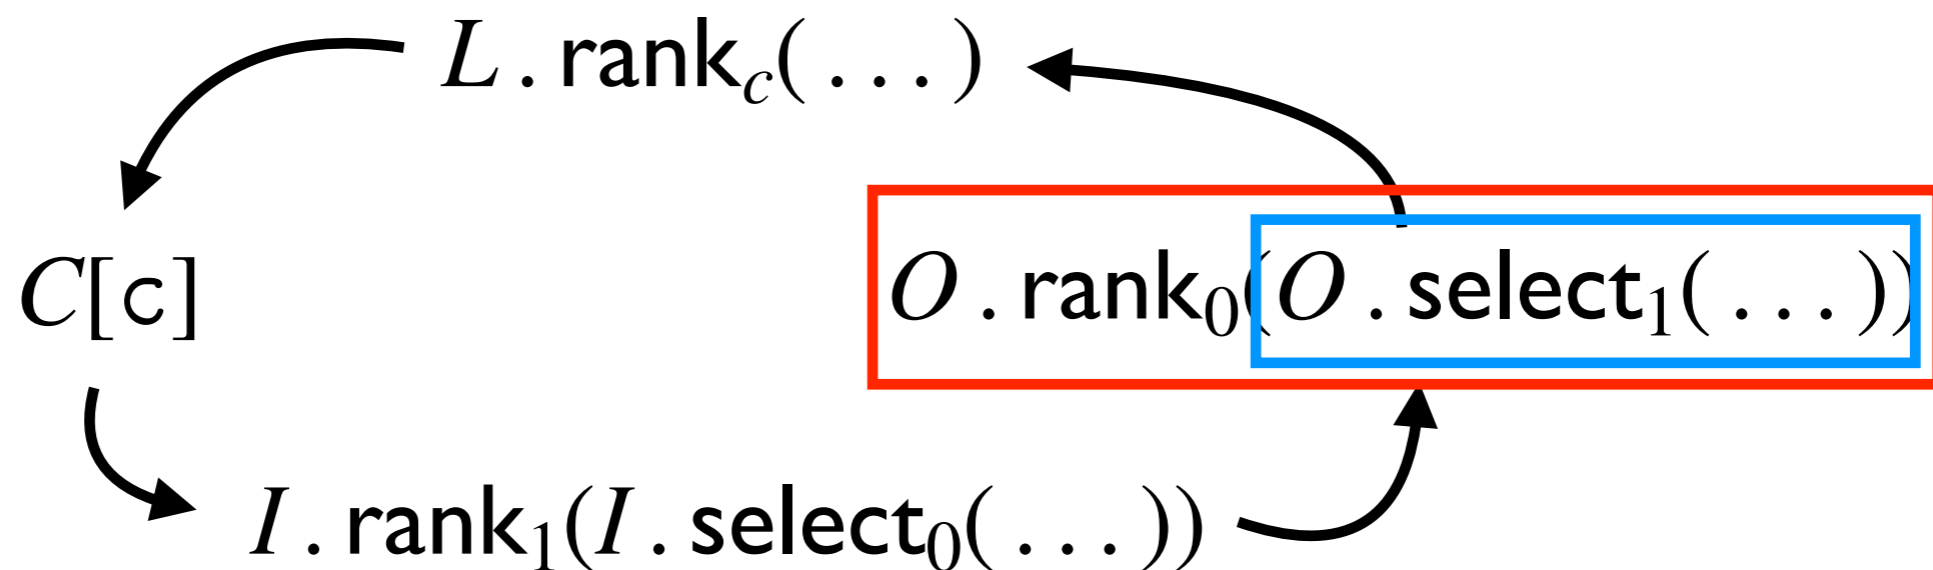 L . rank_c( . . . )
C[c]
O . rank_0(O . select_1( . . . ))
I . rank_1(I . select_0( . . . ))